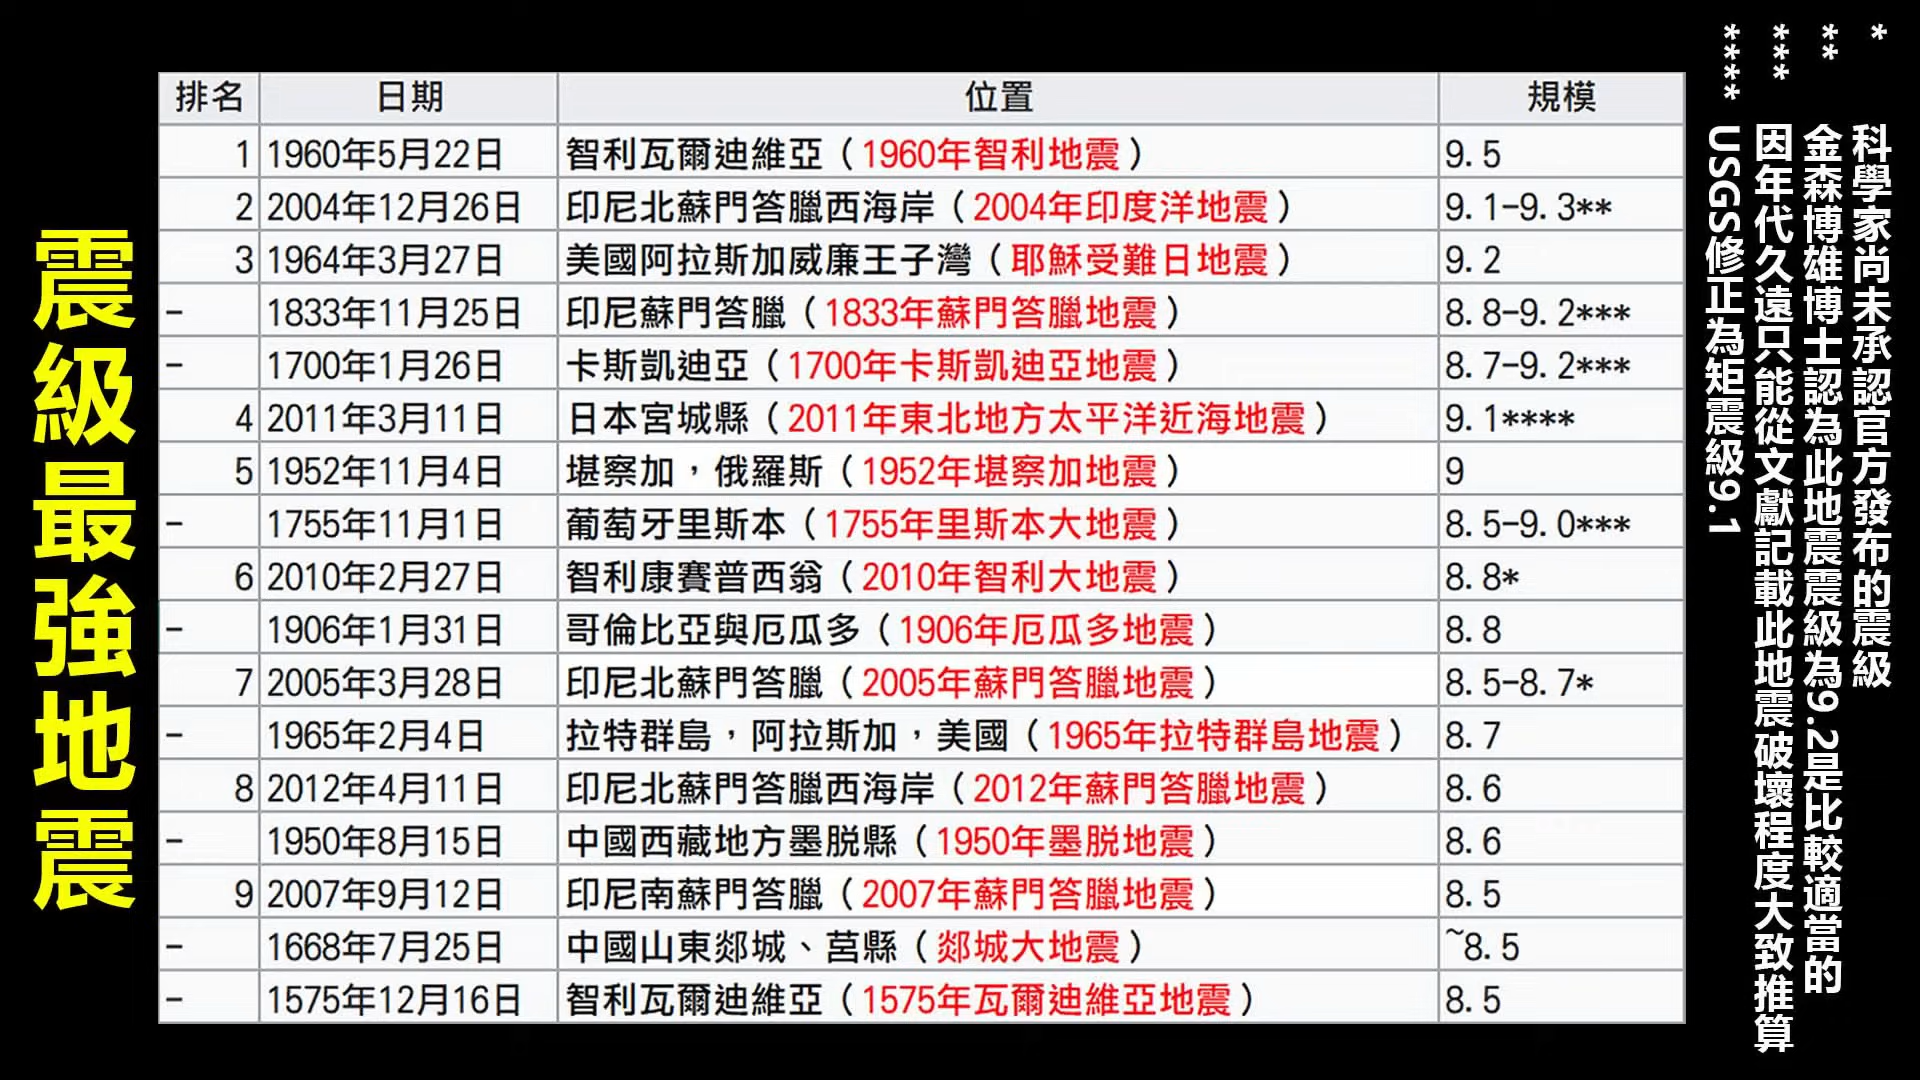 震級最強地震
排名 日期 位置 規模
1 1960年5月22日 智利瓦爾迪維亞（1960年智利地震） 9.5
2 2004年12月26日 印尼北蘇門答臘西海岸（2004年印度洋地震） 9.1-9.3**
3 1964年3月27日 美國阿拉斯加威廉王子灣（耶穌受難日地震） 9.2
- 1833年11月25日 印尼蘇門答臘（1833年蘇門答臘地震） 8.8-9.2***
- 1700年1月26日 卡斯凱迪亞（1700年卡斯凱迪亞地震） 8.7-9.2***
4 2011年3月11日 日本宮城縣（2011年東北地方太平洋近海地震） 9.1****
5 1952年11月4日 堪察加，俄羅斯（1952年堪察加地震） 9
- 1755年11月1日 葡萄牙里斯本（1755年里斯本大地震） 8.5-9.0***
6 2010年2月27日 智利康賽普西翁（2010年智利大地震） 8.8*
- 1906年1月31日 哥倫比亞與厄瓜多（1906年厄瓜多地震） 8.8
7 2005年3月28日 印尼北蘇門答臘（2005年蘇門答臘地震） 8.5-8.7*
- 1965年2月4日 拉特群島，阿拉斯加，美國（1965年拉特群島地震） 8.7
8 2012年4月11日 印尼北蘇門答臘西海岸（2012年蘇門答臘地震） 8.6
- 1950年8月15日 中國西藏地方墨脱縣（1950年墨脱地震） 8.6
9 2007年9月12日 印尼南蘇門答臘（2007年蘇門答臘地震） 8.5
- 1668年7月25日 中國山東郯城、莒縣（郯城大地震） ~8.5
- 1575年12月16日 智利瓦爾迪維亞（1575年瓦爾迪維亞地震） 8.5
* 科學家尚未承認官方發布的震級
** 金森博雄博士認為此地震震級為9.2是比較適當的
*** 因年代久遠只能從文獻記載此地震破壞程度大致推算
**** USGS修正為矩震級9.1